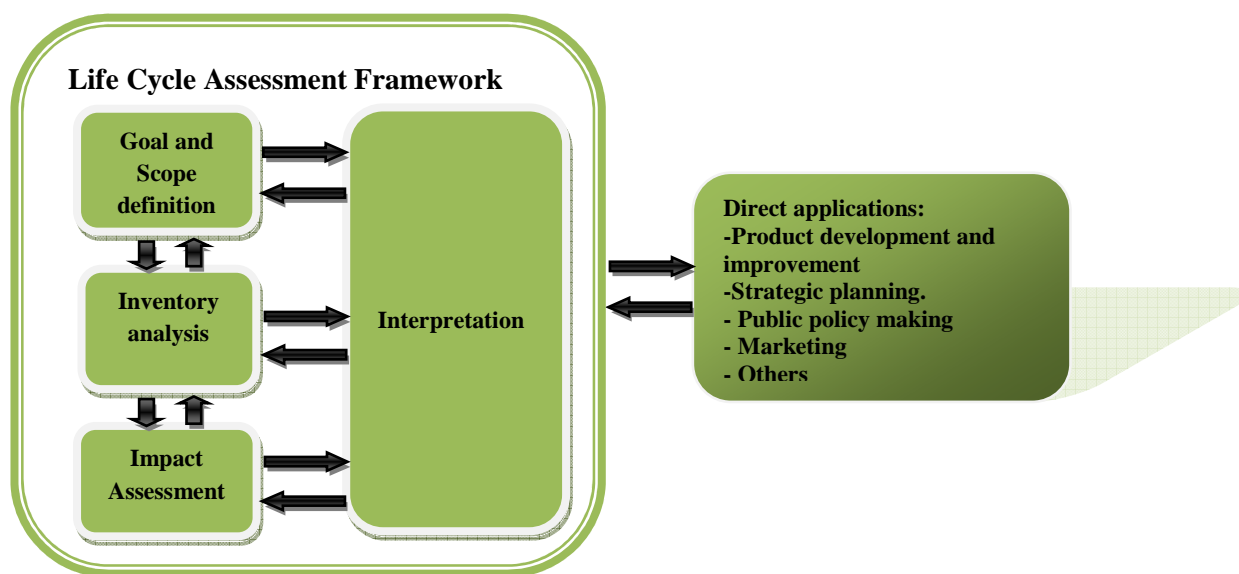 Life Cycle Assessment Framework
Goal and
Scope
definition
Inventory
analysis
Impact
Assessment
Interpretation
Direct applications:
-Product development and
improvement
-Strategic planning.
- Public policy making
- Marketing
- Others